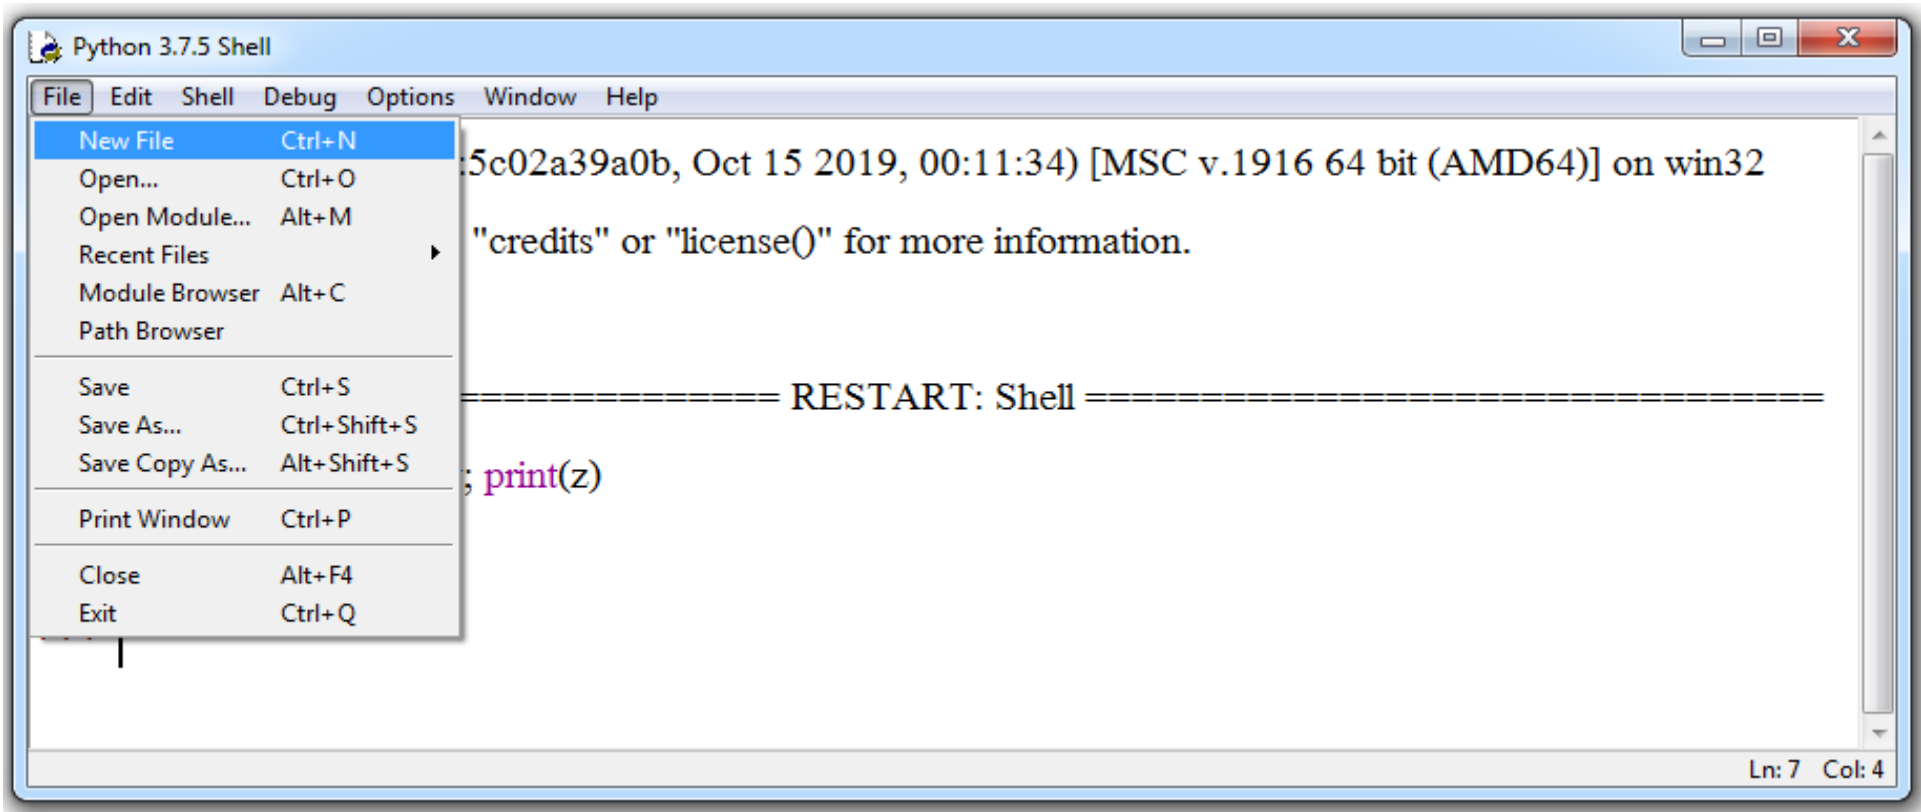 Python 3.7.5 Shell
File Edit Shell Debug Options Window Help
New File Ctrl+N
Open... Ctrl+O
Open Module... Alt+M
Recent Files
Module Browser Alt+C
Path Browser
Save Ctrl+S
Save As... Ctrl+Shift+S
Save Copy As... Alt+Shift+S
Print Window Ctrl+P
Close Alt+F4
Exit Ctrl+Q
:5c02a39a0b, Oct 15 2019, 00:11:34) [MSC v.1916 64 bit (AMD64)] on win32
"credits" or "license()" for more information.
============== RESTART: Shell ================================
; print(z)
Ln: 7 Col: 4